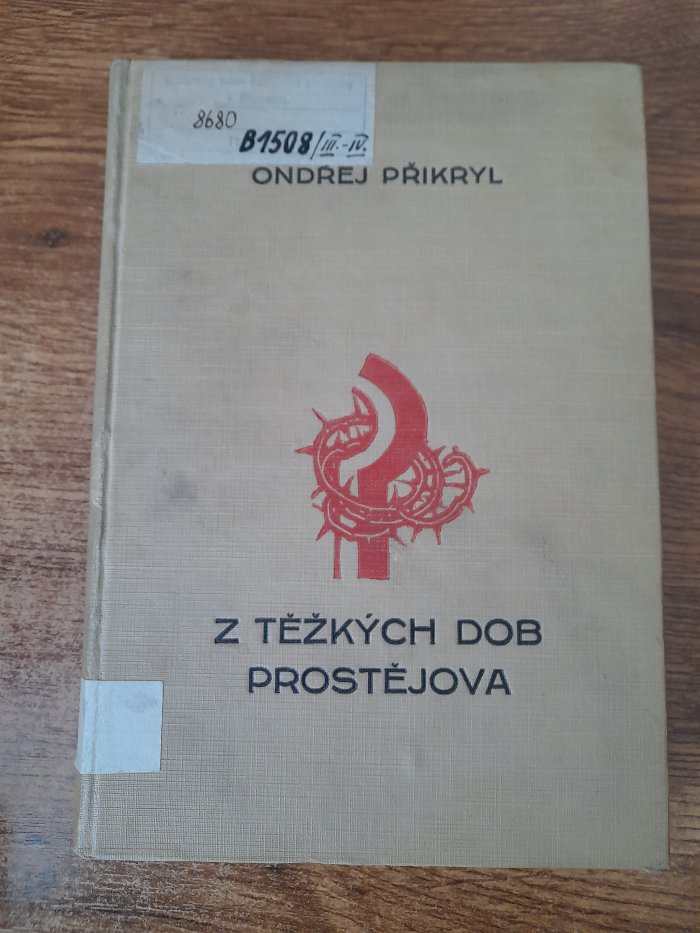 8680
B1508/III.-IV.
ONDŘEJ PŘIKRYL
Z TĚŽKÝCH DOB
PROSTĚJOVA